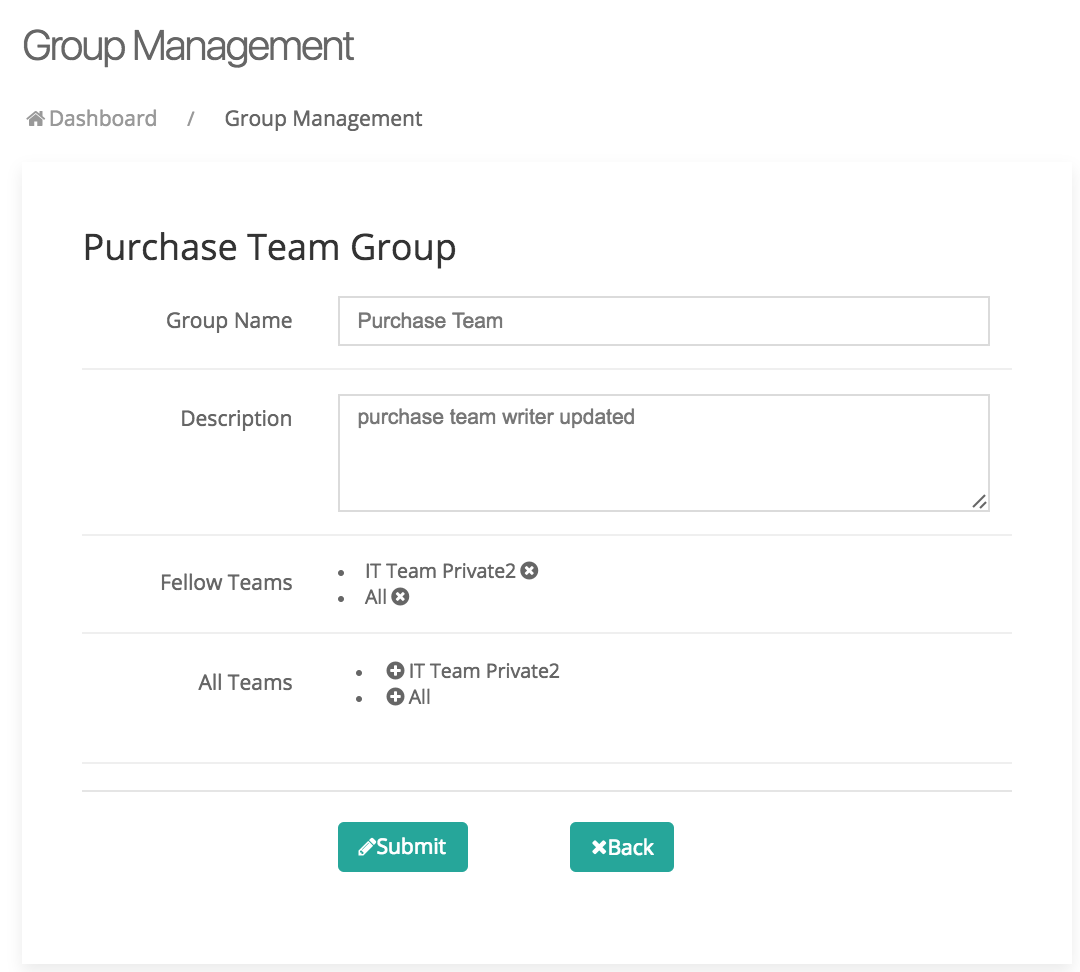 Group Management
Dashboard / Group Management
Purchase Team Group
Group Name Purchase Team
Description purchase team writer updated
Fellow Teams
• IT Team Private2
• All
All Teams
• IT Team Private2
• All
Submit Back